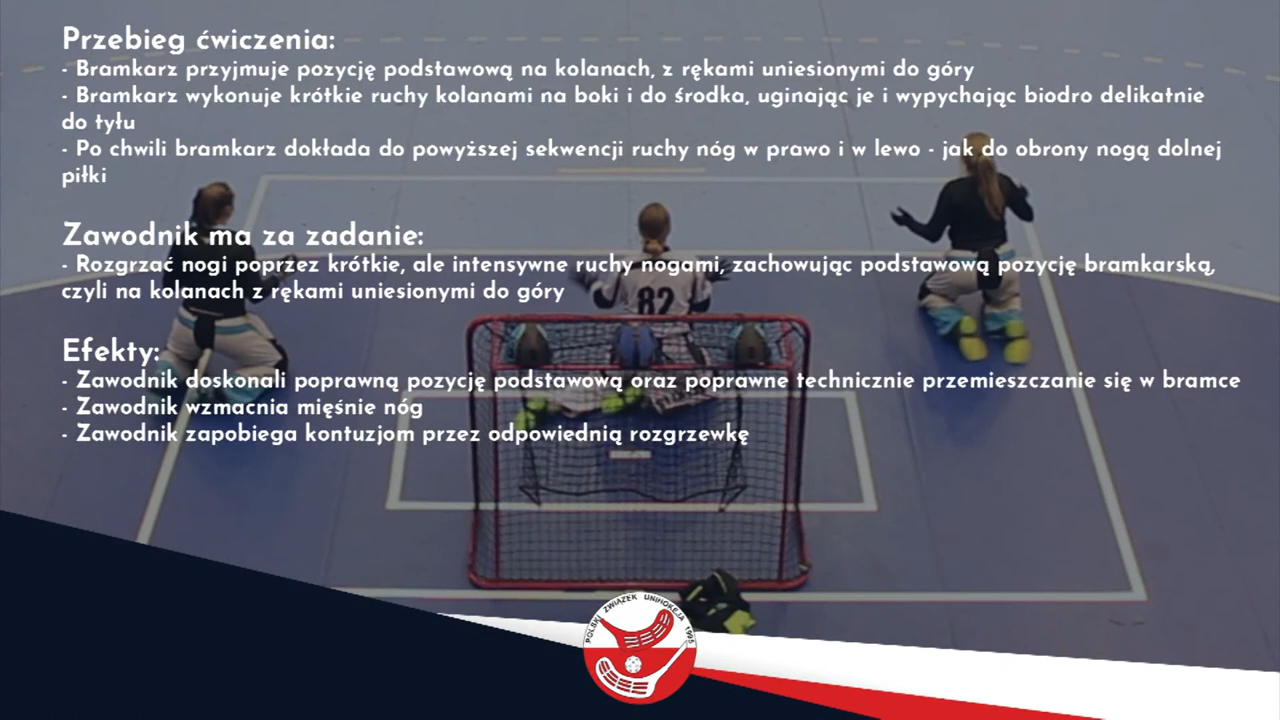 Przebieg ćwiczenia:
- Bramkarz przyjmuje pozycję podstawową na kolanach, z rękami uniesionymi do góry
- Bramkarz wykonuje krótkie ruchy kolanami na boki i do środka, uginając je i wypychając biodro delikatnie
do tyłu
- Po chwili bramkarz dokłada do powyższej sekwencji ruchy nóg w prawo i w lewo - jak do obrony nogą dolnej
piłki
Zawodnik ma za zadanie:
- Rozgrzać nogi poprzez krótkie, ale intensywne ruchy nogami, zachowując podstawową pozycję bramkarską,
czyli na kolanach z rękami uniesionymi do góry
82
Efekty:
- Zawodnik doskonali poprawną pozycję podstawową oraz poprawne technicznie przemieszczanie się w bramce
- Zawodnik wzmacnia mięśnie nóg
- Zawodnik zapobiega kontuzjom przez odpowiednią rozgrzewkę
POLSKI ZWIĄZEK UNIHOKEJA 1995